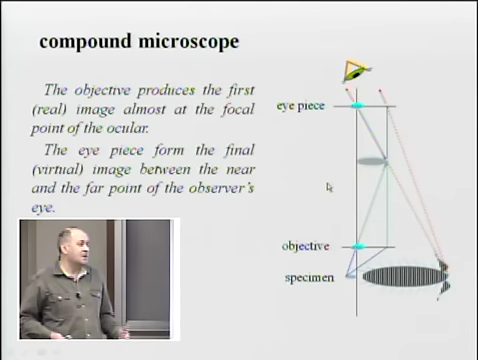 compound microscope
The objective produces the first
(real) image almost at the focal
point of the ocular.
The eye piece form the final
(virtual) image between the near
and the far point of the observer's
eye.
eye piece
objective
specimen